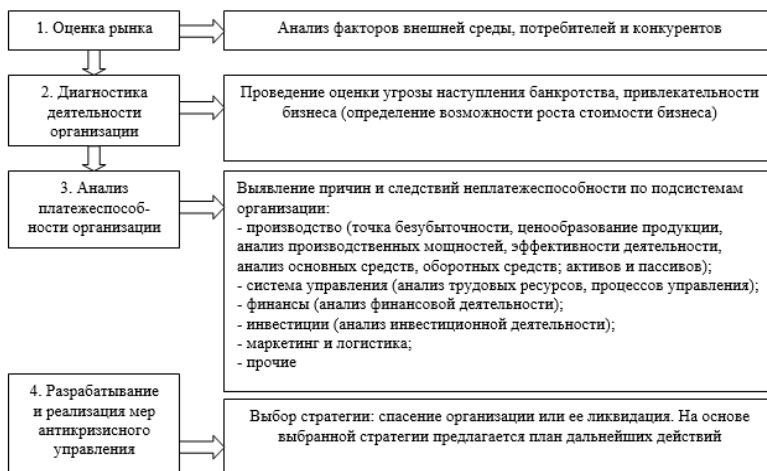 1. Оценка рынка
Анализ факторов внешней среды, потребителей и конкурентов
2. Диагностика
деятельности
организации
Проведение оценки угрозы наступления банкротства, привлекательности
бизнеса (определение возможности роста стоимости бизнеса)
3. Анализ
платежеспособ-
ности организации
Выявление причин и следствий неплатежеспособности по подсистемам
организации:
- производство (точка безубыточности, ценообразование продукции,
анализ производственных мощностей, эффективности деятельности,
анализ основных средств, оборотных средств; активов и пассивов);
- система управления (анализ трудовых ресурсов, процессов управления);
- финансы (анализ финансовой деятельности);
- инвестиции (анализ инвестиционной деятельности);
- маркетинг и логистика;
- прочие
4. Разрабатывание
и реализация мер
антикризисного
управления
Выбор стратегии: спасение организации или ее ликвидация. На основе
выбранной стратегии предлагается план дальнейших действий